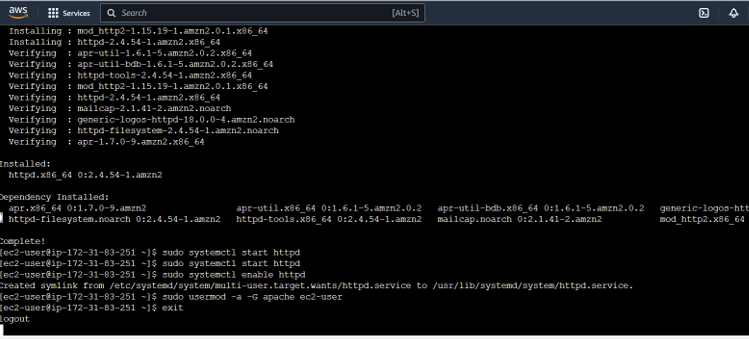 aws
Services
Search
[Alt+S]
Installing : mod_http2-1.15.19-1.amzn2.0.1.x86_64
Installing : httpd-2.4.54-1.amzn2.x86_64
Verifying : apr-util-1.6.1-5.amzn2.0.2.x86_64
Verifying : apr-util-bdb-1.6.1-5.amzn2.0.2.x86_64
Verifying : httpd-tools-2.4.54-1.amzn2.x86_64
Verifying : mod_http2-1.15.19-1.amzn2.0.1.x86_64
Verifying : httpd-2.4.54-1.amzn2.x86_64
Verifying : mailcap-2.1.41-2.amzn2.noarch
Verifying : generic-logos-httpd-18.0.0-4.amzn2.noarch
Verifying : httpd-filesystem-2.4.54-1.amzn2.noarch
Verifying : apr-1.7.0-9.amzn2.x86_64
Installed:
httpd.x86_64 0:2.4.54-1.amzn2
Dependency Installed:
apr.x86_64 0:1.7.0-9.amzn2 apr-util.x86_64 0:1.6.1-5.amzn2.0.2 apr-util-bdb.x86_64 0:1.6.1-5.amzn2.0.2 generic-logos-htt
httpd-filesystem.noarch 0:2.4.54-1.amzn2 httpd-tools.x86_64 0:2.4.54-1.amzn2 mailcap.noarch 0:2.1.41-2.amzn2 mod_http2.x86_64
Complete!
[ec2-user@ip-172-31-83-251 ~]$ sudo systemctl start httpd
[ec2-user@ip-172-31-83-251 ~]$ sudo systemctl start httpd
[ec2-user@ip-172-31-83-251 ~]$ sudo systemctl enable httpd
Created symlink from /etc/systemd/system/multi-user.target.wants/httpd.service to /usr/lib/systemd/system/httpd.service.
[ec2-user@ip-172-31-83-251 ~]$ sudo usermod -a -G apache ec2-user
[ec2-user@ip-172-31-83-251 ~]$ exit
logout